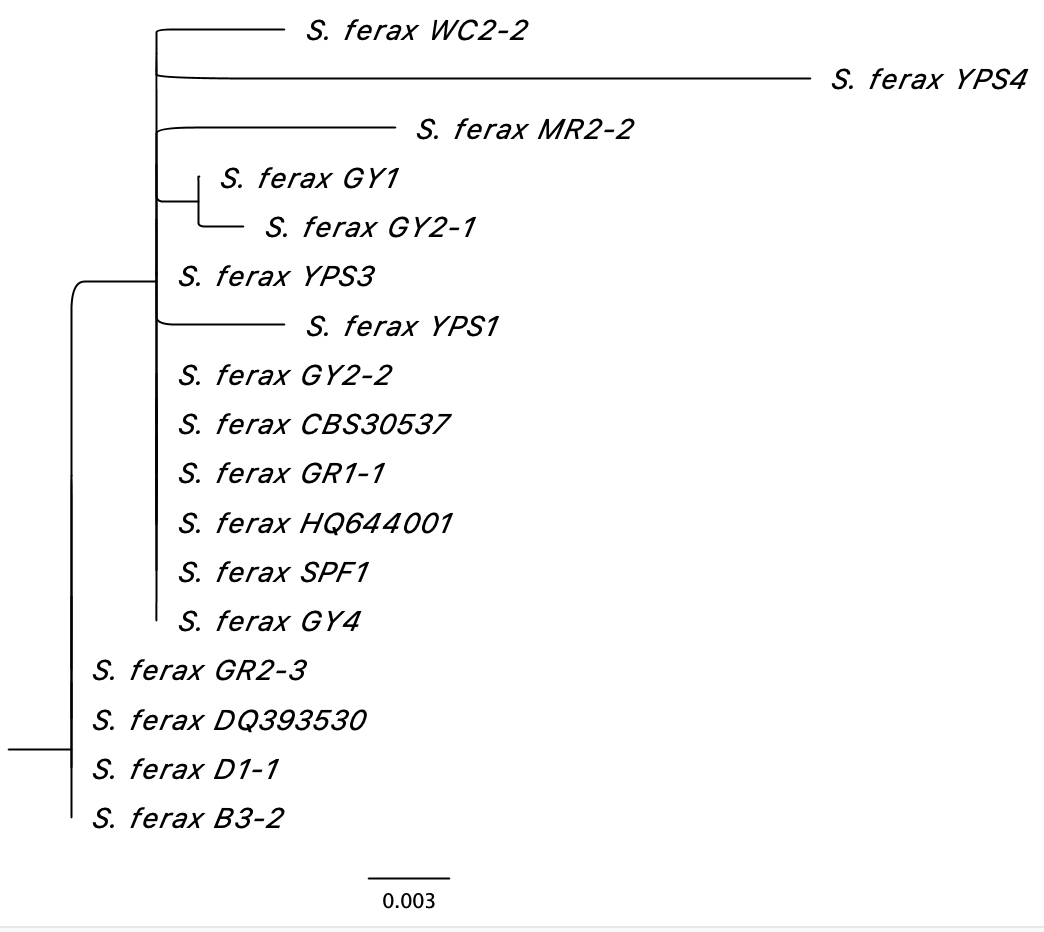 S. ferax WC2-2
S. ferax YPS4
S. ferax MR2-2
S. ferax GY1
S. ferax GY2-1
S. ferax YPS3
S. ferax YPS1
S. ferax GY2-2
S. ferax CBS30537
S. ferax GR1-1
S. ferax HQ644001
S. ferax SPF1
S. ferax GY4
S. ferax GR2-3
S. ferax DQ393530
S. ferax D1-1
S. ferax B3-2
0.003